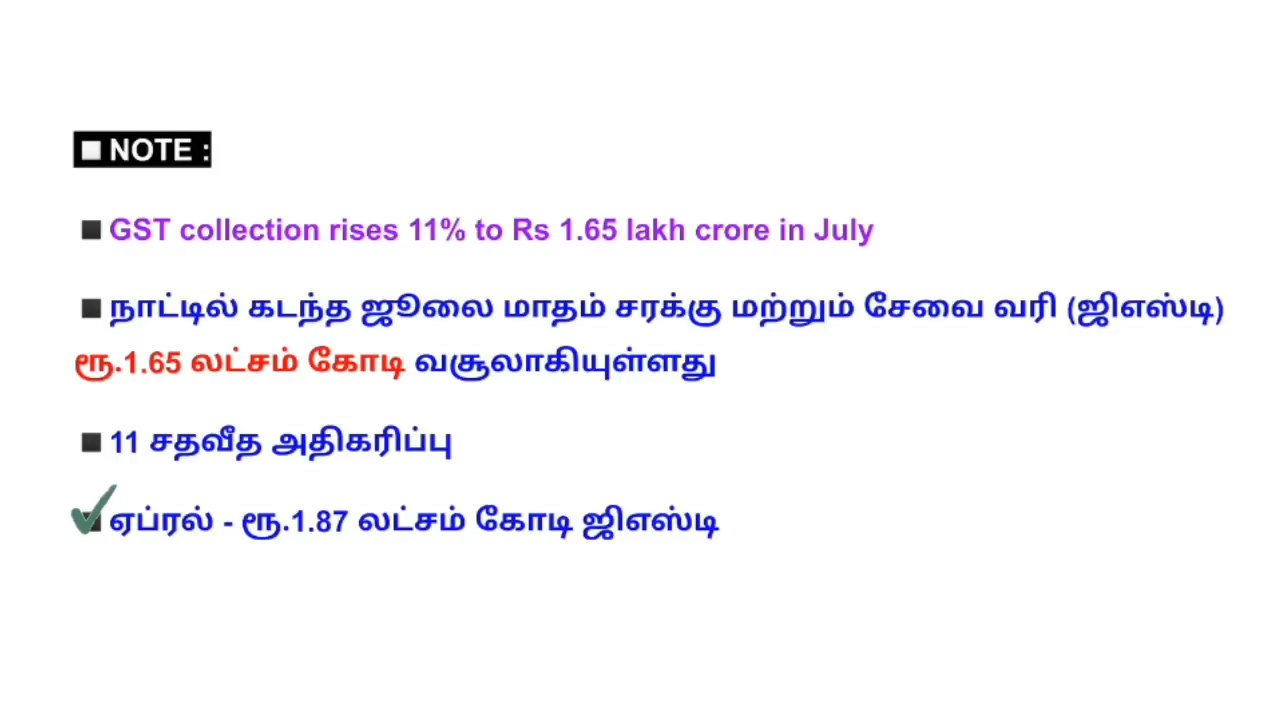 NOTE :
GST collection rises 11% to Rs 1.65 lakh crore in July
நாட்டில் கடந்த ஜூலை மாதம் சரக்கு மற்றும் சேவை வரி (ஜிஎஸ்டி)
ரூ.1.65 லட்சம் கோடி வசூலாகியுள்ளது
11 சதவீத அதிகரிப்பு
ஏப்ரல் - ரூ.1.87 லட்சம் கோடி ஜிஎஸ்டி